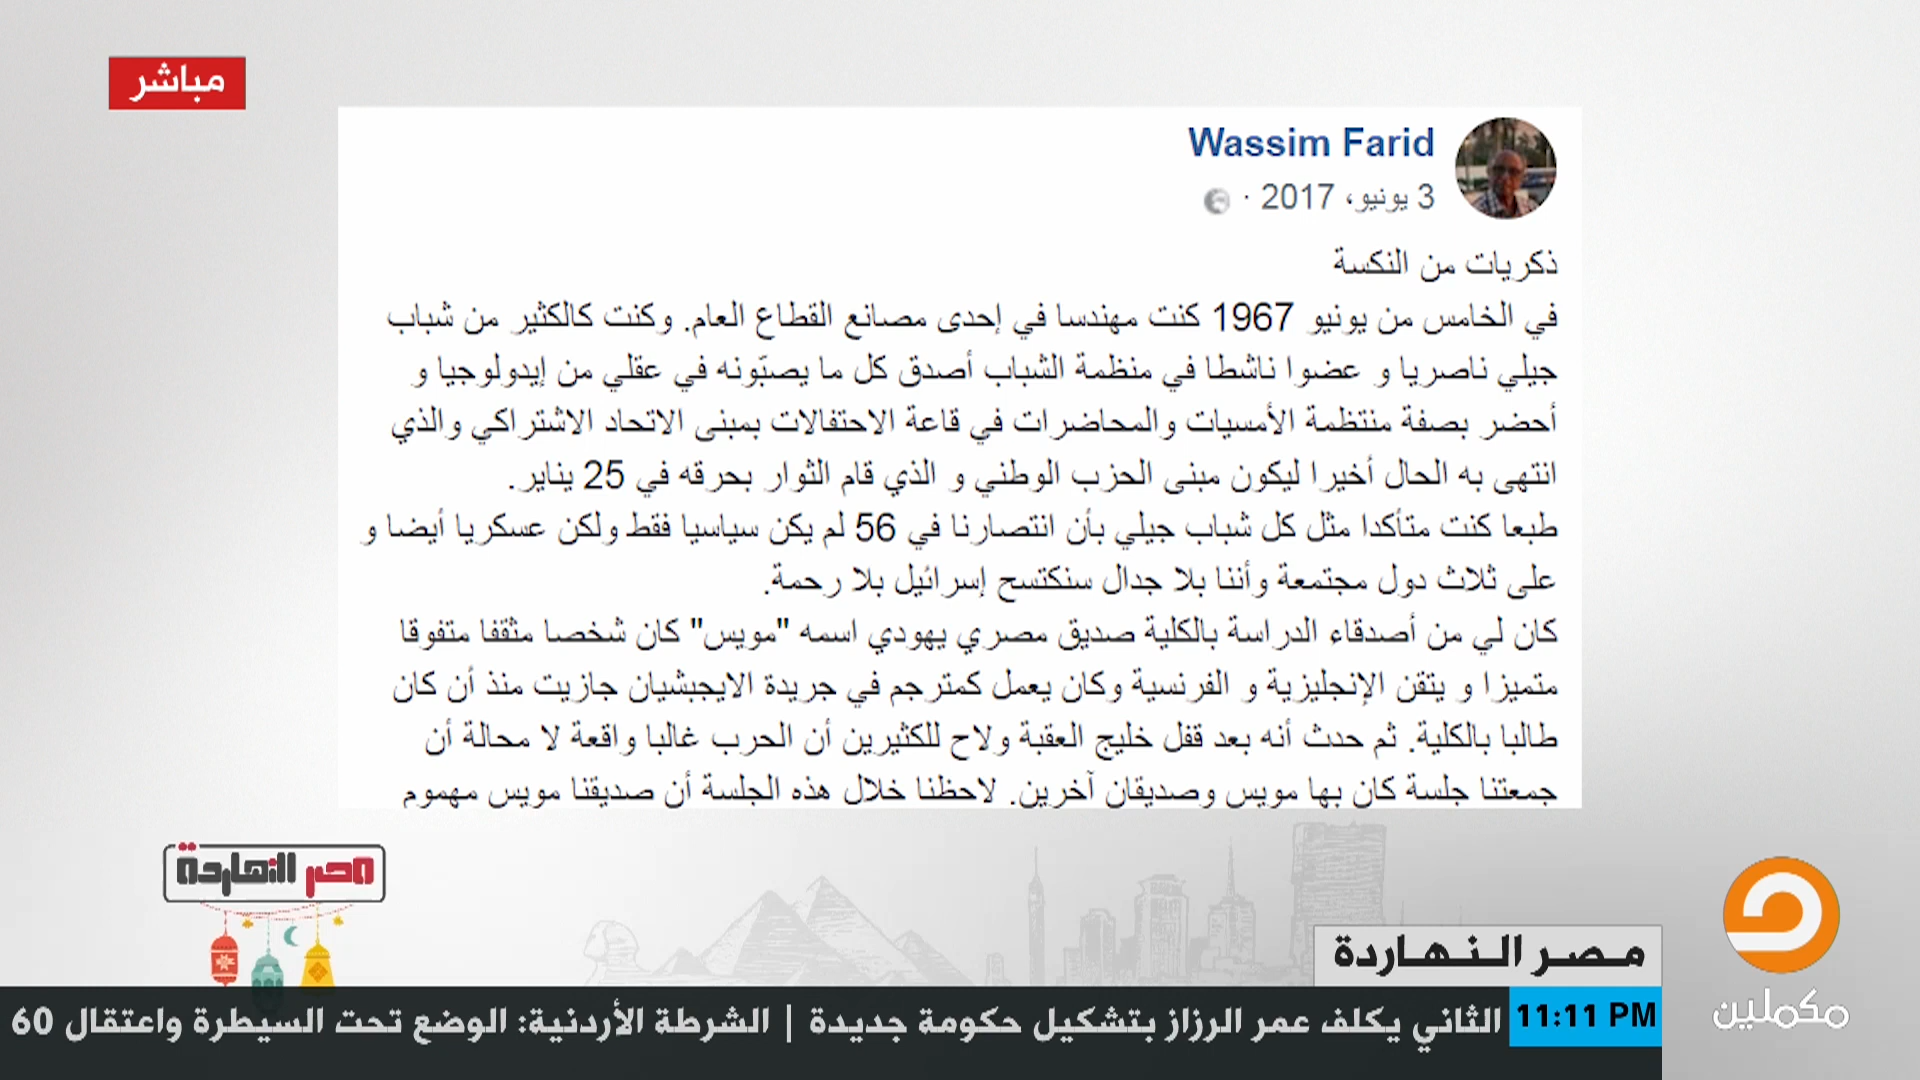 مباشر
Wassim Farid
3 يونيو، 2017 ·
ذكريات من النكسة
في الخامس من يونيو 1967 كنت مهندسا في إحدى مصانع القطاع العام. وكنت كالكثير من شباب
جيلي ناصريا و عضوا ناشطا في منظمة الشباب أصدق كل ما يصبّونه في عقلي من إيدولوجيا و
أحضر بصفة منتظمة الأمسيات والمحاضرات في قاعة الاحتفالات بمبنى الاتحاد الاشتراكي والذي
انتهى به الحال أخيرا ليكون مبنى الحزب الوطني و الذي قام الثوار بحرقه في 25 يناير.
طبعا كنت متأكدا مثل كل شباب جيلي بأن انتصارنا في 56 لم يكن سياسيا فقط ولكن عسكريا أيضا و
على ثلاث دول مجتمعة وأننا بلا جدال سنكتسح إسرائيل بلا رحمة.
كان لي من أصدقاء الدراسة بالكلية صديق مصري يهودي اسمه "مويس" كان شخصا مثقفا متفوقا
متميزا و يتقن الإنجليزية و الفرنسية وكان يعمل كمترجم في جريدة الايجبشيان جازيت منذ أن كان
طالبا بالكلية. ثم حدث أنه بعد قفل خليج العقبة ولاح للكثيرين أن الحرب غالبا واقعة لا محالة أن
جمعتنا جلسة كان بها مويس وصديقان آخرين. لاحظنا خلال هذه الجلسة أن صديقنا مويس مهموم
مصر النهاردة
مصر النهاردة
11:11 PM
الثاني يكلف عمر الرزاز بتشكيل حكومة جديدة | الشرطة الأردنية: الوضع تحت السيطرة واعتقال 60
مكملين